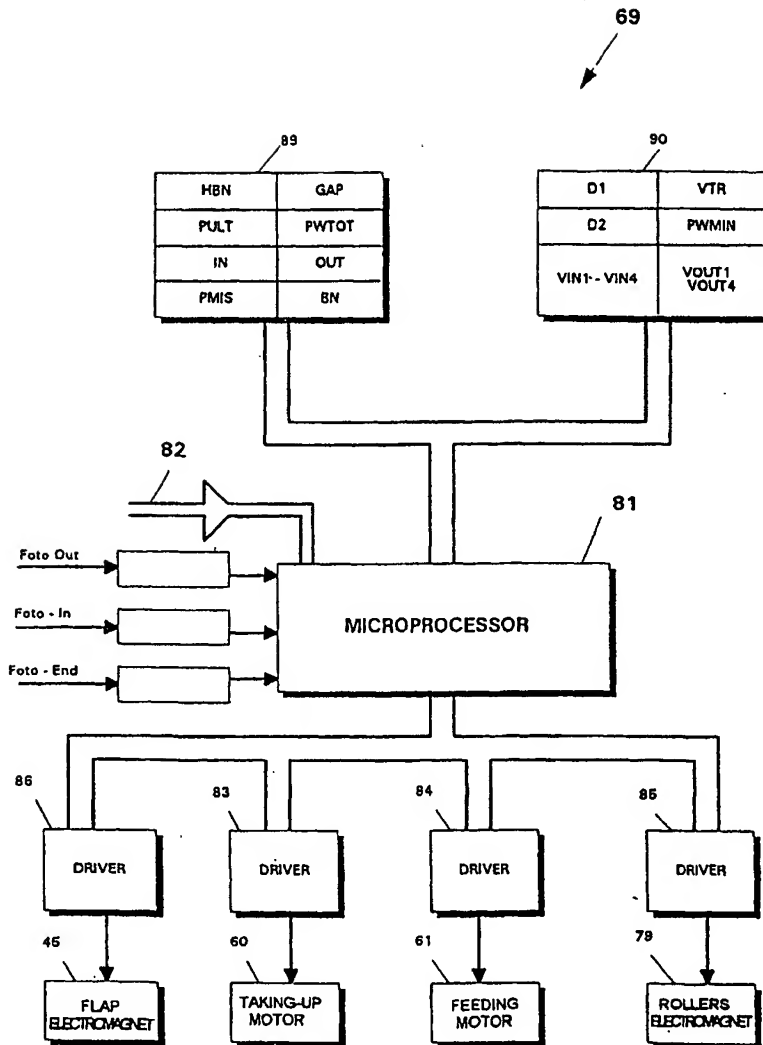 69
89
90
HBN GAP
PULT PWTOT
IN OUT
PMIS BN
D1 VTR
D2 PWMIN
VIN1 - - VIN4 VOUT1
VOUT4
82
81
Foto Out
Foto - In
Foto - End
MICROPROCESSOR
86
83
84
85
DRIVER DRIVER DRIVER DRIVER
45
60
61
79
FLAP
ELECTROMAGNET
TAKING-UP
MOTOR
FEEDING
MOTOR
ROLLERS
ELECTROMAGNET